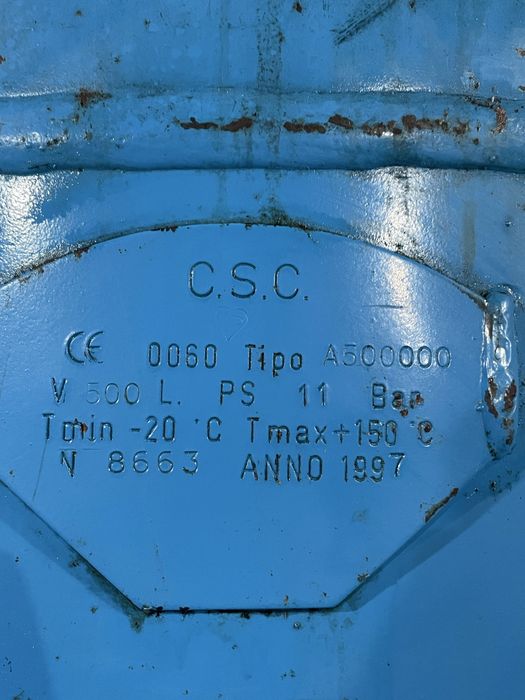 C.S.C.
CE 0060 Tipo A500000
V 500 L. PS 11 Bar
Tmin -20 °C Tmax+150°C
N 8663 ANNO 1997